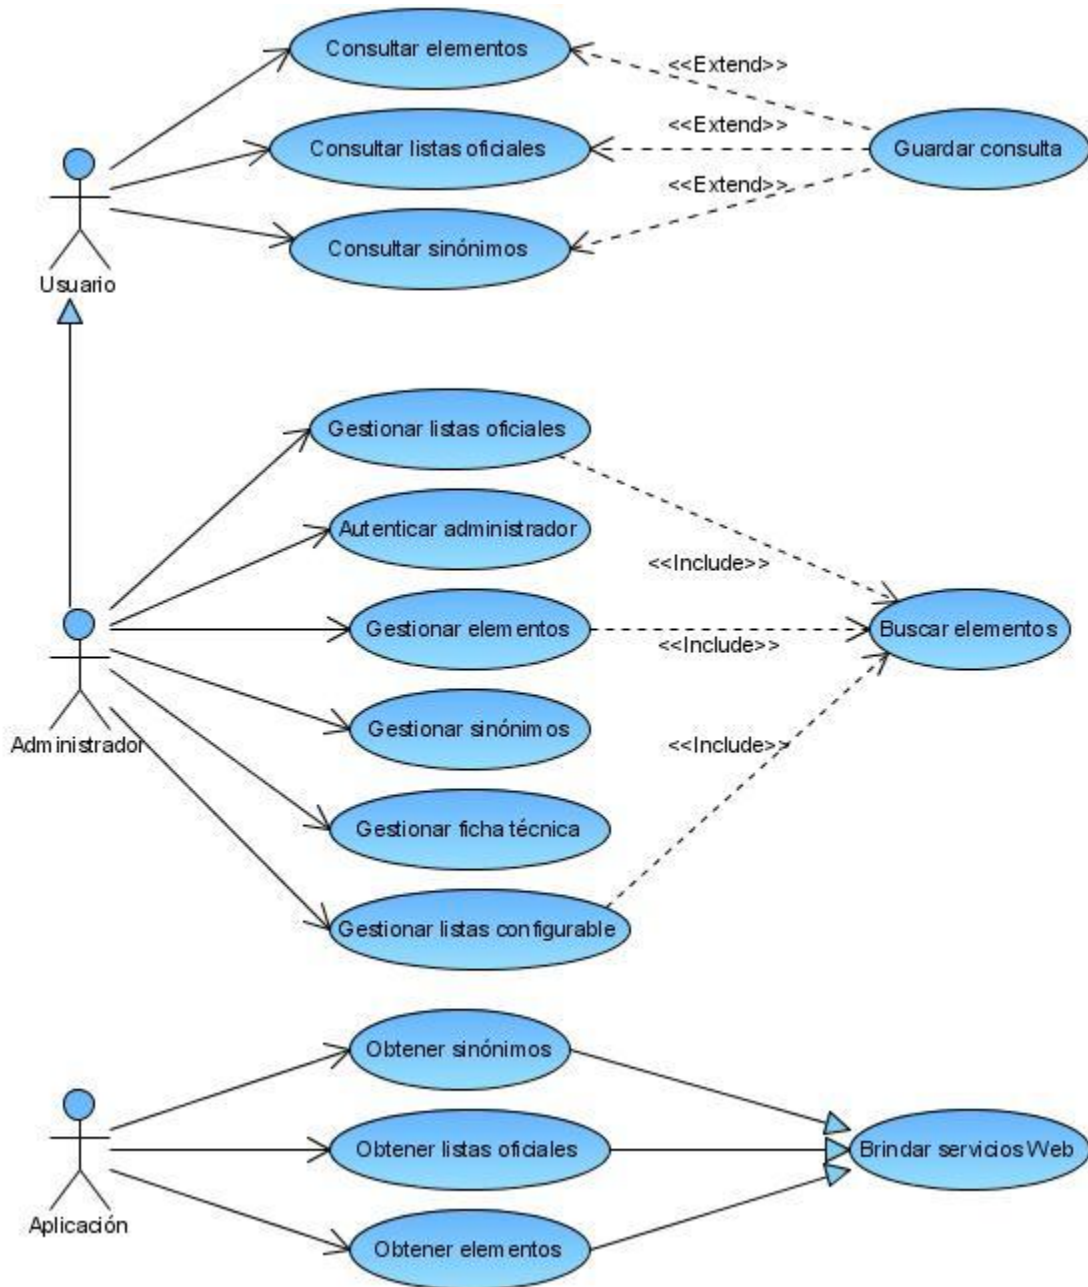 Consultar elementos
<<Extend>>
Consultar listas oficiales
<<Extend>>
Guardar consulta
<<Extend>>
Consultar sinónimos
Usuario
Gestionar listas oficiales
Autenticar administrador
<<Include>>
Gestionar elementos
<<Include>>
Buscar elementos
Gestionar sinónimos
<<Include>>
Administrador
Gestionar ficha técnica
Gestionar listas configurable
Obtener sinónimos
Obtener listas oficiales
Brindar servicios Web
Aplicación
Obtener elementos